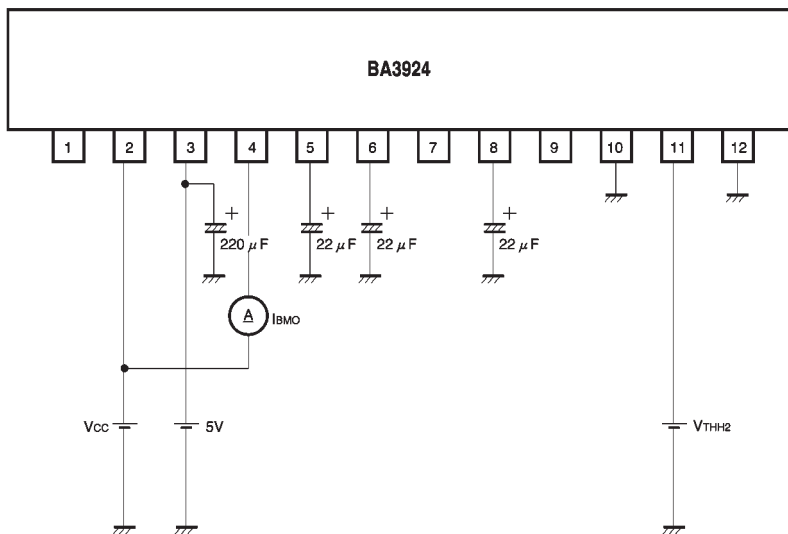 BA3924
1 2 3 4 5 6 7 8 9 10 11 12
+ + + +
220 μF 22 μF 22 μF 22 μF
A IBMO
VCC 5V VTHH2